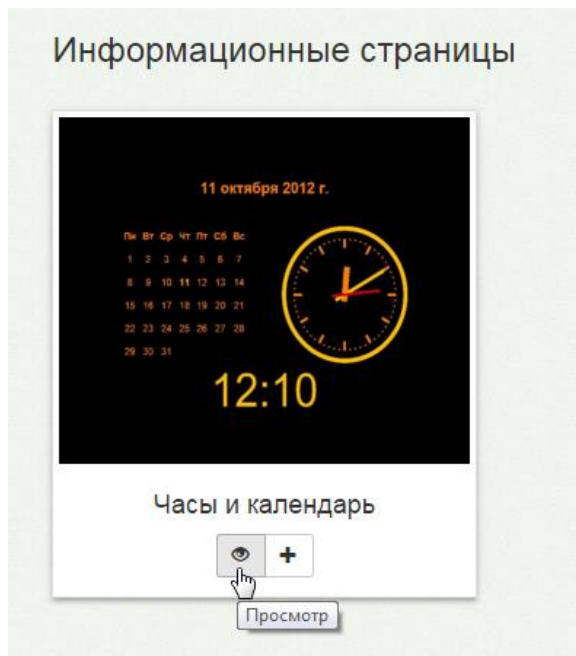 Информационные страницы
11 октября 2012 г.
Пн Вт Ср Чт Пт Сб Вс
1 2 3 4 5 6 7
8 9 10 11 12 13 14
15 16 17 18 19 20 21
22 23 24 25 26 27 28
29 30 31
12:10
Часы и календарь
Просмотр